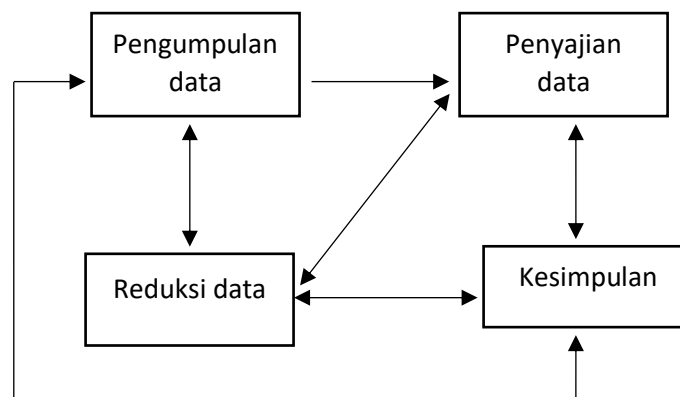 Pengumpulan
data
Penyajian
data
Reduksi data
Kesimpulan